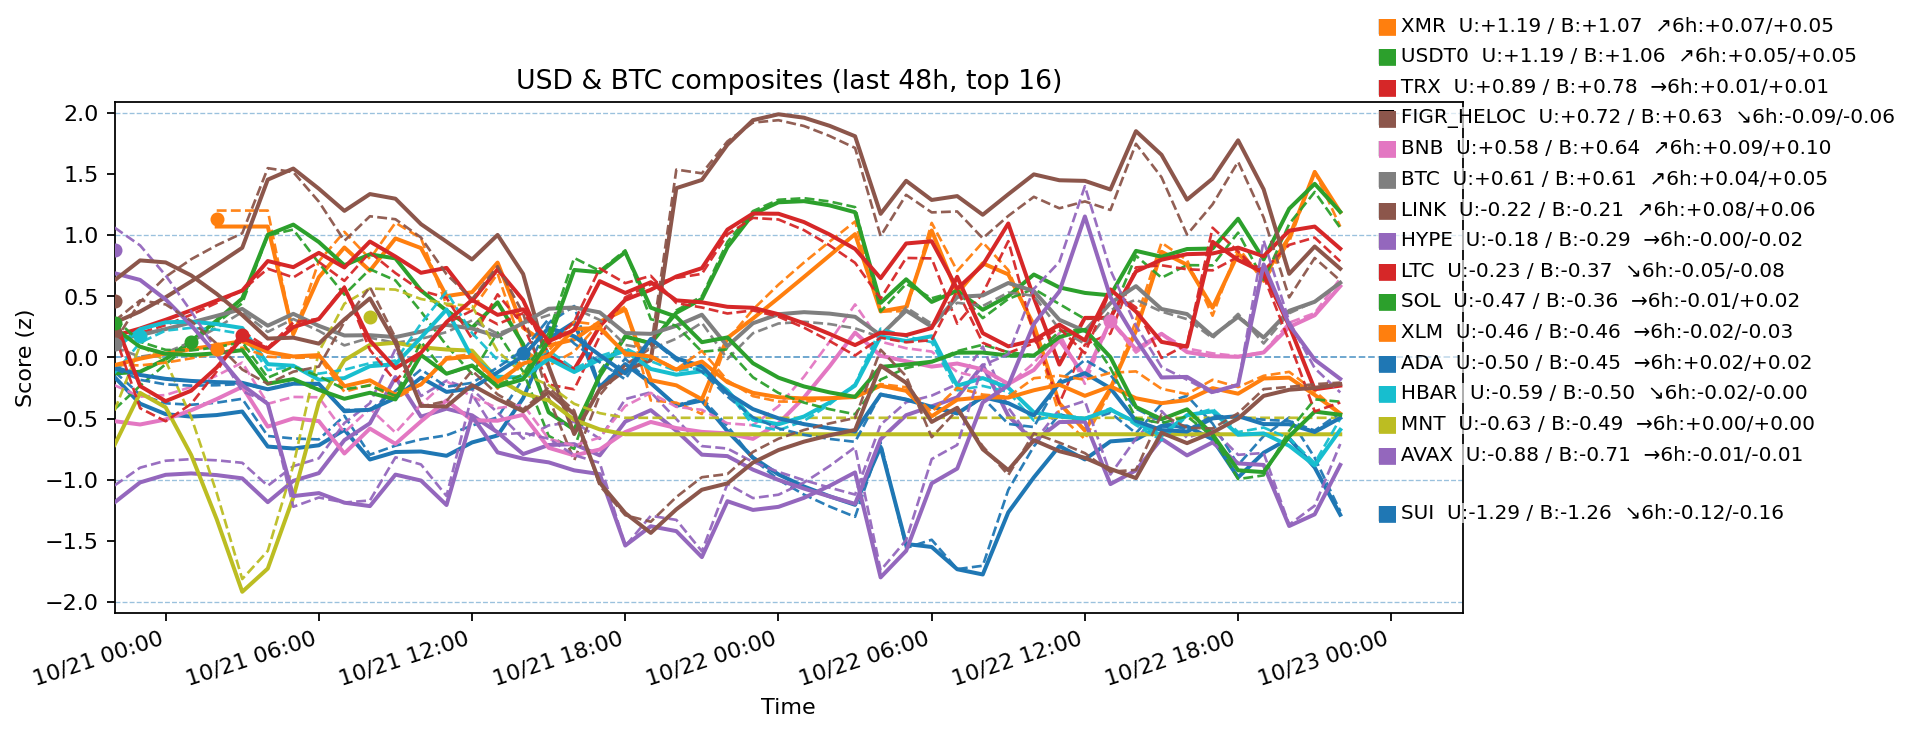 USD & BTC composites (last 48h, top 16)
XMR U:+1.19 / B:+1.07 ↗6h:+0.07/+0.05
USDT0 U:+1.19 / B:+1.06 ↗6h:+0.05/+0.05
TRX U:+0.89 / B:+0.78 →6h:+0.01/+0.01
FIGR_HELOC U:+0.72 / B:+0.63 ↘6h:-0.09/-0.06
BNB U:+0.58 / B:+0.64 ↗6h:+0.09/+0.10
BTC U:+0.61 / B:+0.61 ↗6h:+0.04/+0.05
LINK U:-0.22 / B:-0.21 ↗6h:+0.08/+0.06
HYPE U:-0.18 / B:-0.29 →6h:-0.00/-0.02
LTC U:-0.23 / B:-0.37 ↘6h:-0.05/-0.08
SOL U:-0.47 / B:-0.36 →6h:-0.01/+0.02
XLM U:-0.46 / B:-0.46 →6h:-0.02/-0.03
ADA U:-0.50 / B:-0.45 →6h:+0.02/+0.02
HBAR U:-0.59 / B:-0.50 ↘6h:-0.02/-0.00
MNT U:-0.63 / B:-0.49 →6h:+0.00/+0.00
AVAX U:-0.88 / B:-0.71 →6h:-0.01/-0.01
SUI U:-1.29 / B:-1.26 ↘6h:-0.12/-0.16
Score (z)
2.0
1.5
1.0
0.5
0.0
−0.5
−1.0
−1.5
−2.0
10/21 00:00
10/21 06:00
10/21 12:00
10/21 18:00
10/22 00:00
10/22 06:00
10/22 12:00
10/22 18:00
10/23 00:00
Time